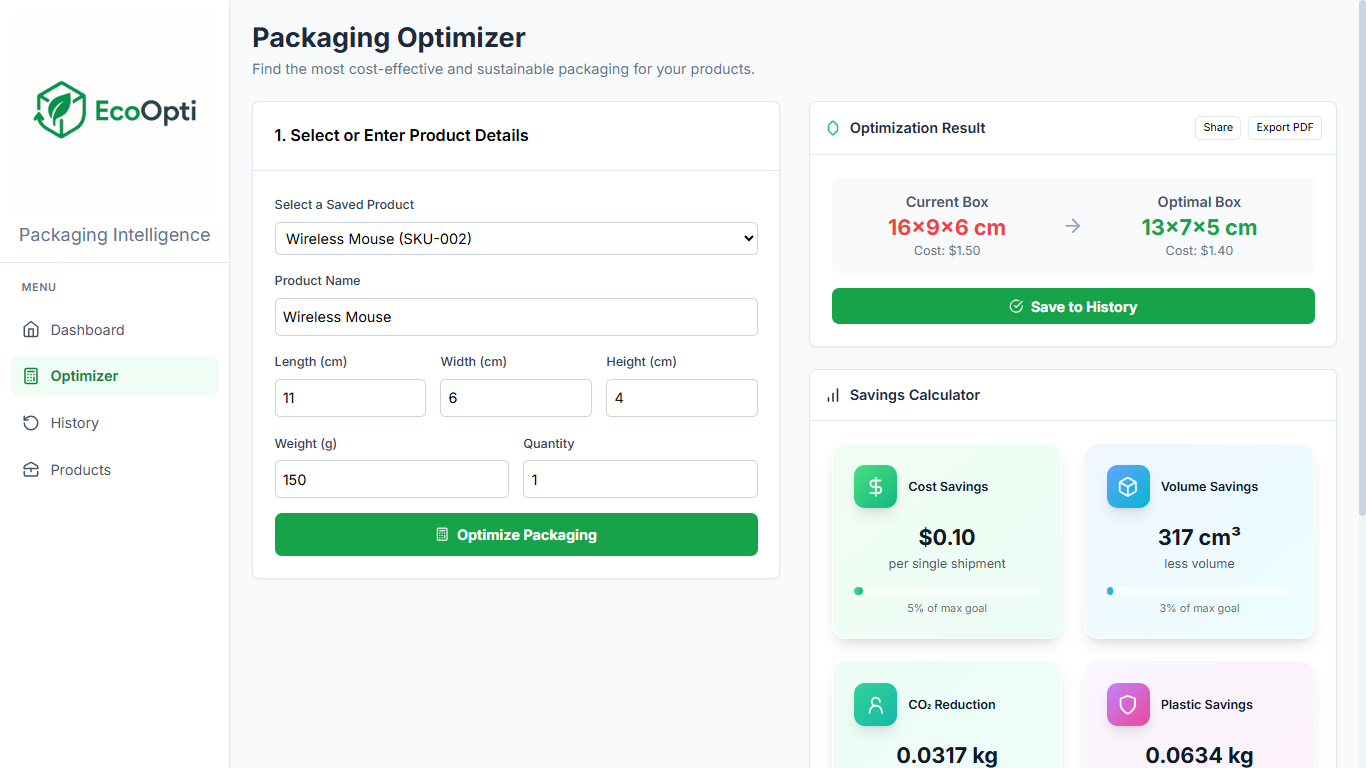 EcoOpti
Packaging Intelligence
MENU
Dashboard
Optimizer
History
Products
Packaging Optimizer
Find the most cost-effective and sustainable packaging for your products.
1. Select or Enter Product Details
Select a Saved Product
Wireless Mouse (SKU-002)
Product Name
Wireless Mouse
Length (cm) Width (cm) Height (cm)
11 6 4
Weight (g) Quantity
150 1
Optimize Packaging
Optimization Result Share Export PDF
Current Box Optimal Box
16×9×6 cm → 13×7×5 cm
Cost: $1.50 Cost: $1.40
Save to History
Savings Calculator
Cost Savings
$0.10
per single shipment
5% of max goal
Volume Savings
317 cm³
less volume
3% of max goal
CO₂ Reduction
0.0317 kg
Plastic Savings
0.0634 kg